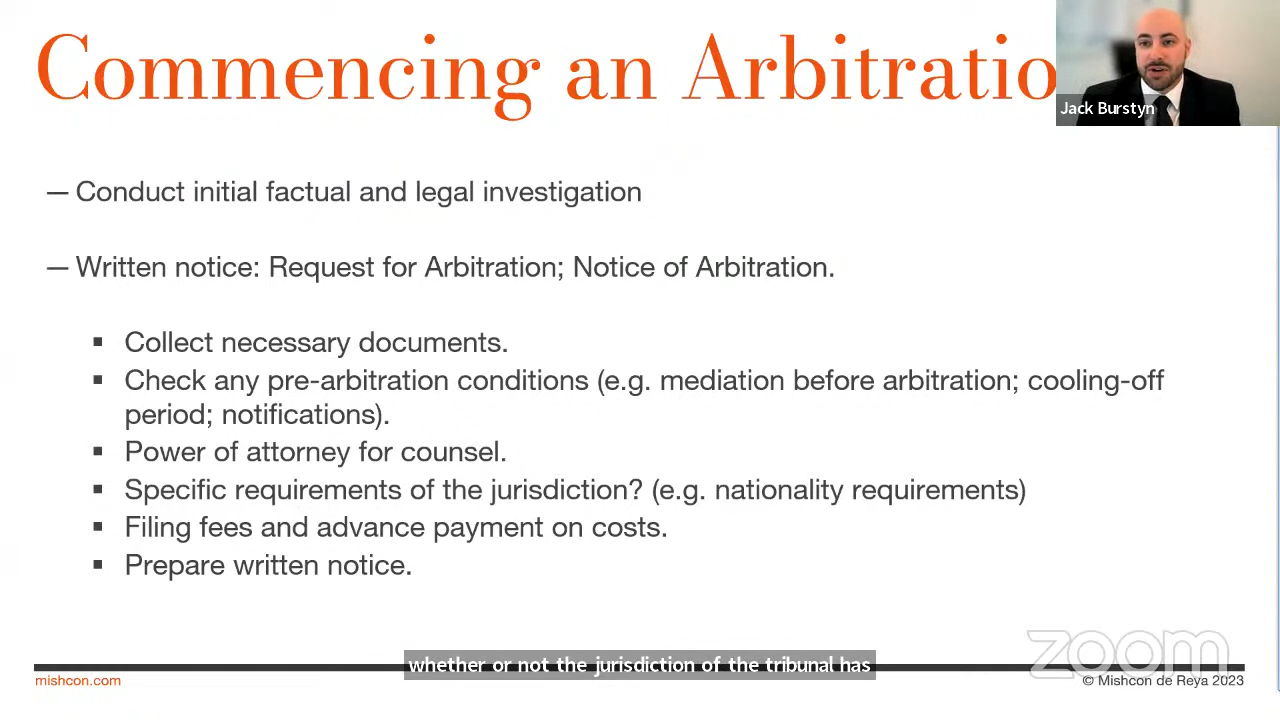 Commencing an Arbitratio
Jack Burstyn
— Conduct initial factual and legal investigation
— Written notice: Request for Arbitration; Notice of Arbitration.
▪ Collect necessary documents.
▪ Check any pre-arbitration conditions (e.g. mediation before arbitration; cooling-off
period; notifications).
▪ Power of attorney for counsel.
▪ Specific requirements of the jurisdiction? (e.g. nationality requirements)
▪ Filing fees and advance payment on costs.
▪ Prepare written notice.
zoom
whether or not the jurisdiction of the tribunal has
mishcon.com
© Mishcon de Reya 2023